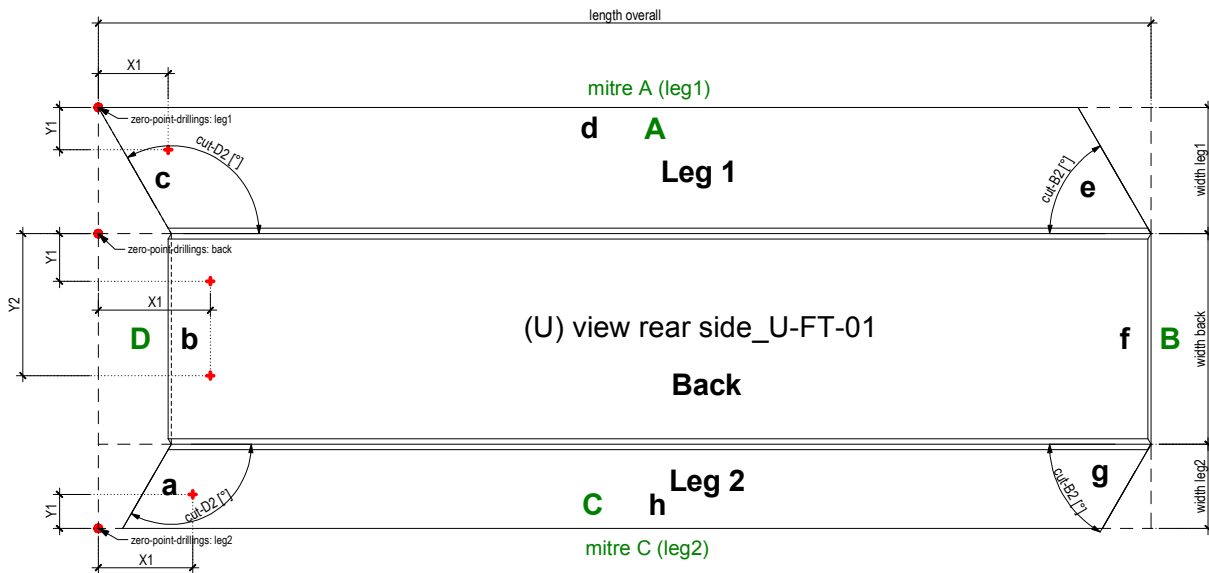 length overall
X1
mitre A (leg1)
zero-point-drillings: leg1
d
A
Y1
cut-D2 [°]
c
Leg 1
cut-B2 [°]
e
width leg1
zero-point-drillings: back
Y1
X1
Y2
D
b
(U) view rear side_U-FT-01
f
B
width back
Back
a
cut-D2 [°]
Leg 2
C
h
cut-B2 [°]
g
width leg2
Y1
zero-point-drillings: leg2
mitre C (leg2)
X1